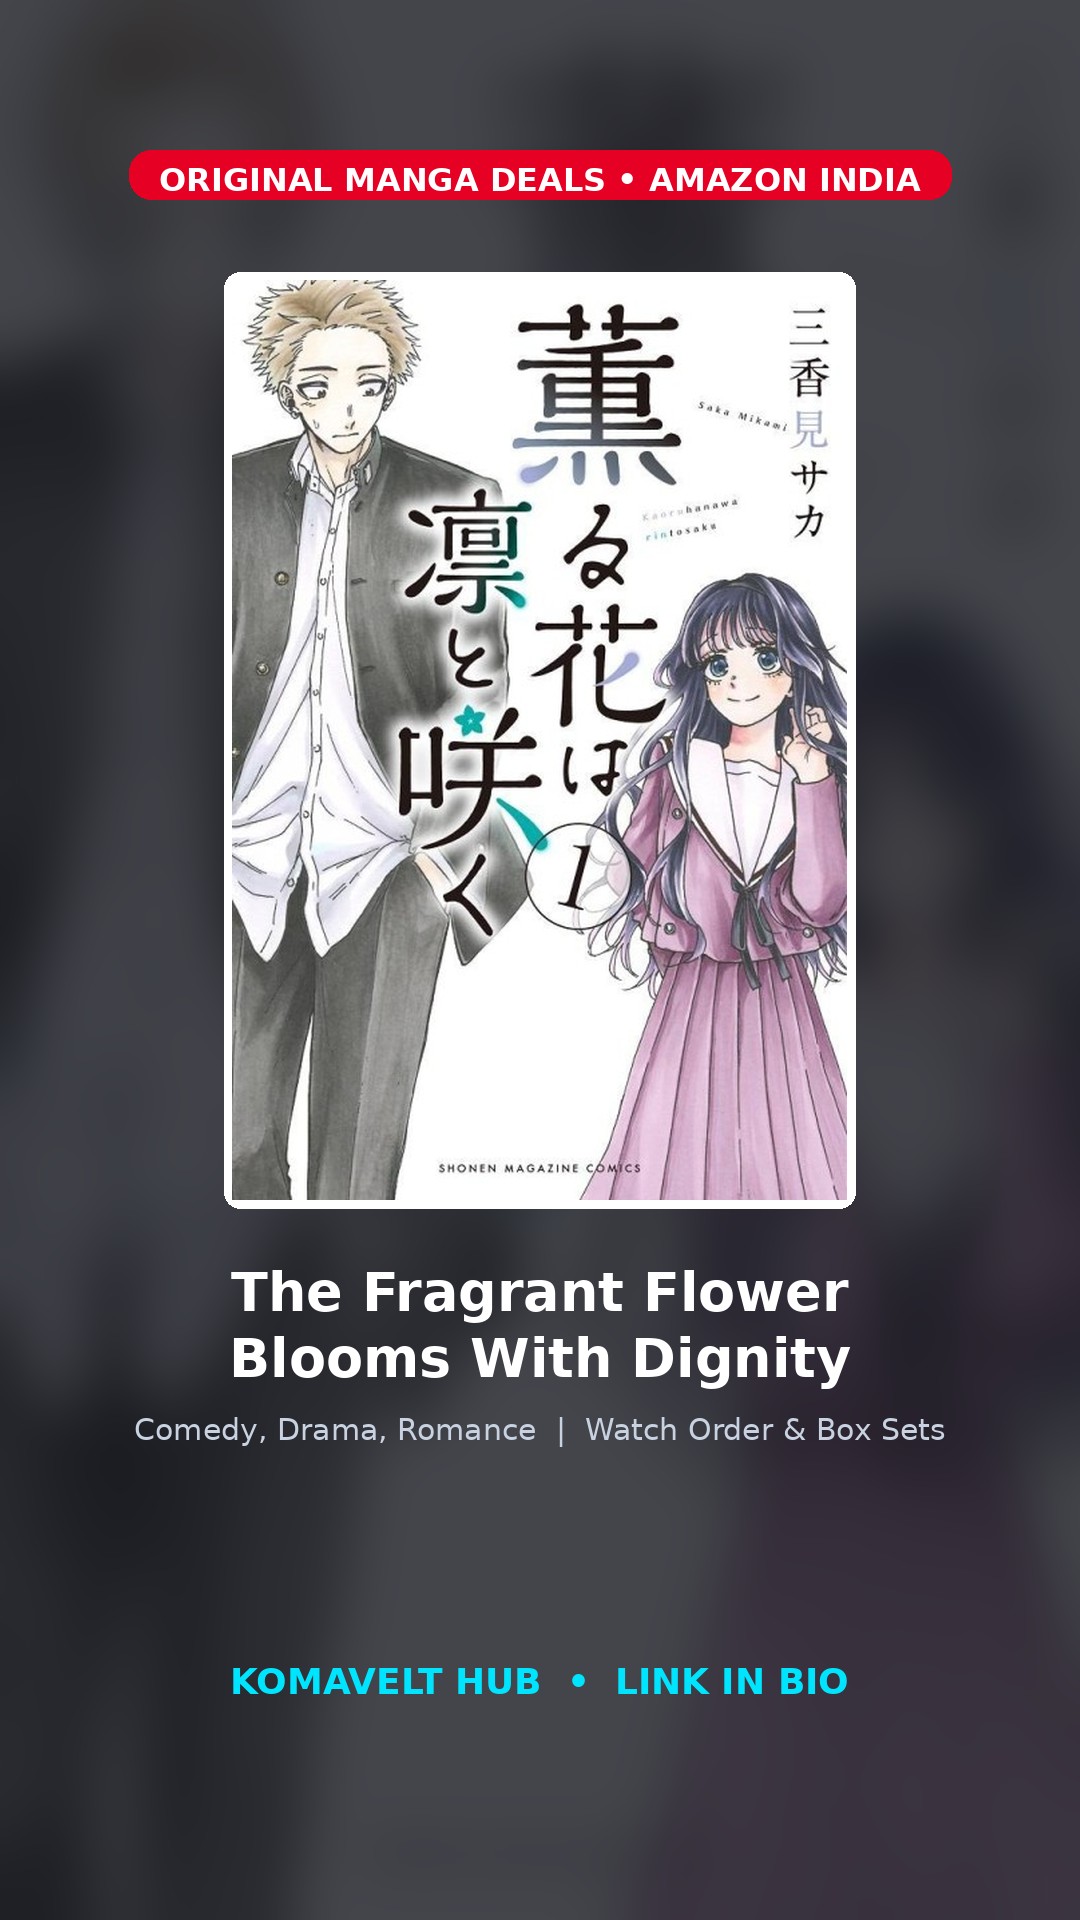 ORIGINAL MANGA DEALS • AMAZON INDIA
三香見サカ
Saka Mikami
薫る花は
凛と咲く
Kaoruhanawa
rintosaku
1
SHONEN MAGAZINE COMICS
The Fragrant Flower
Blooms With Dignity
Comedy, Drama, Romance | Watch Order & Box Sets
KOMAVELT HUB • LINK IN BIO